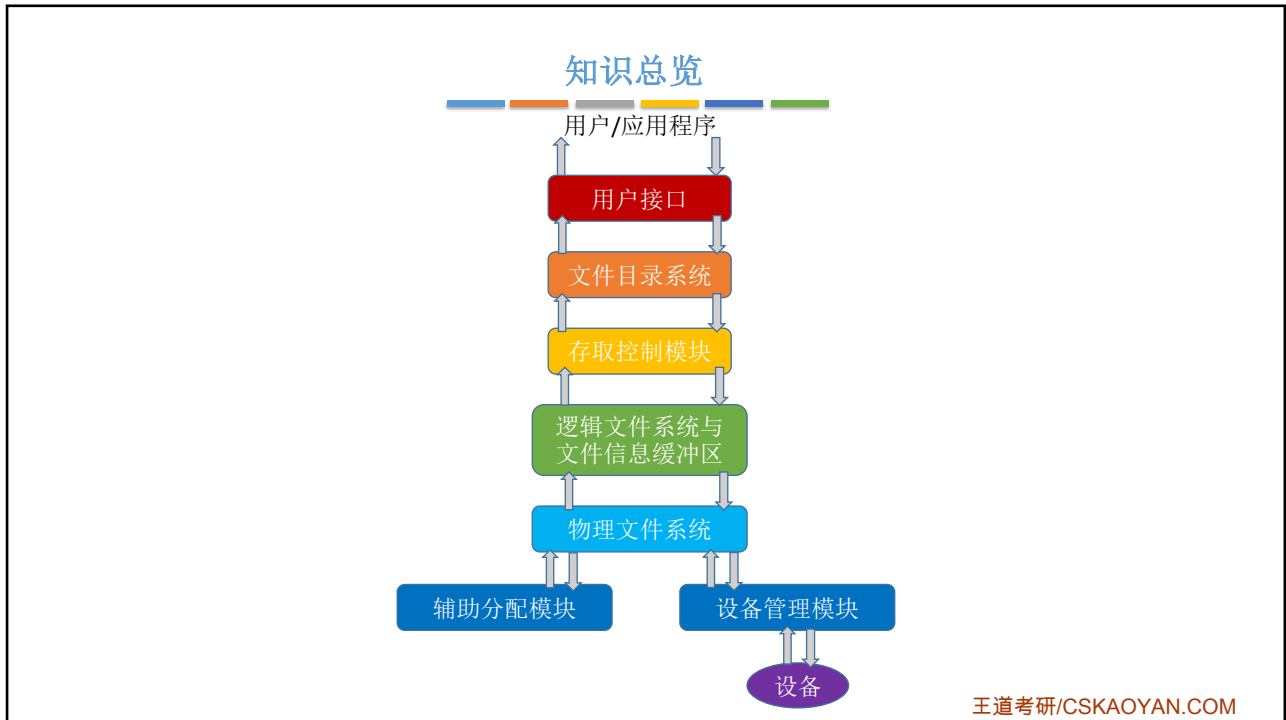 知识总览
用户/应用程序
用户接口
文件目录系统
存取控制模块
逻辑文件系统与
文件信息缓冲区
物理文件系统
辅助分配模块
设备管理模块
设备
王道考研/CSKAOYAN.COM